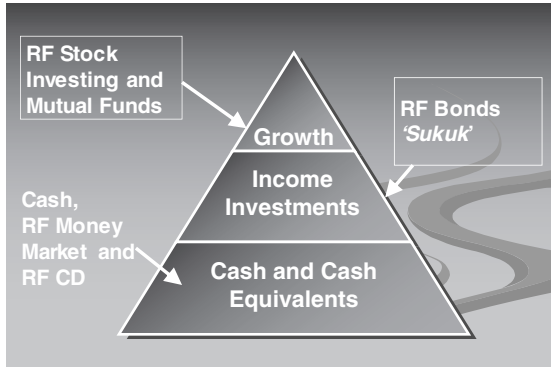 RF Stock
Investing and
Mutual Funds
RF Bonds
‘Sukuk’
Growth
Income
Investments
Cash,
RF Money
Market and
RF CD
Cash and Cash
Equivalents